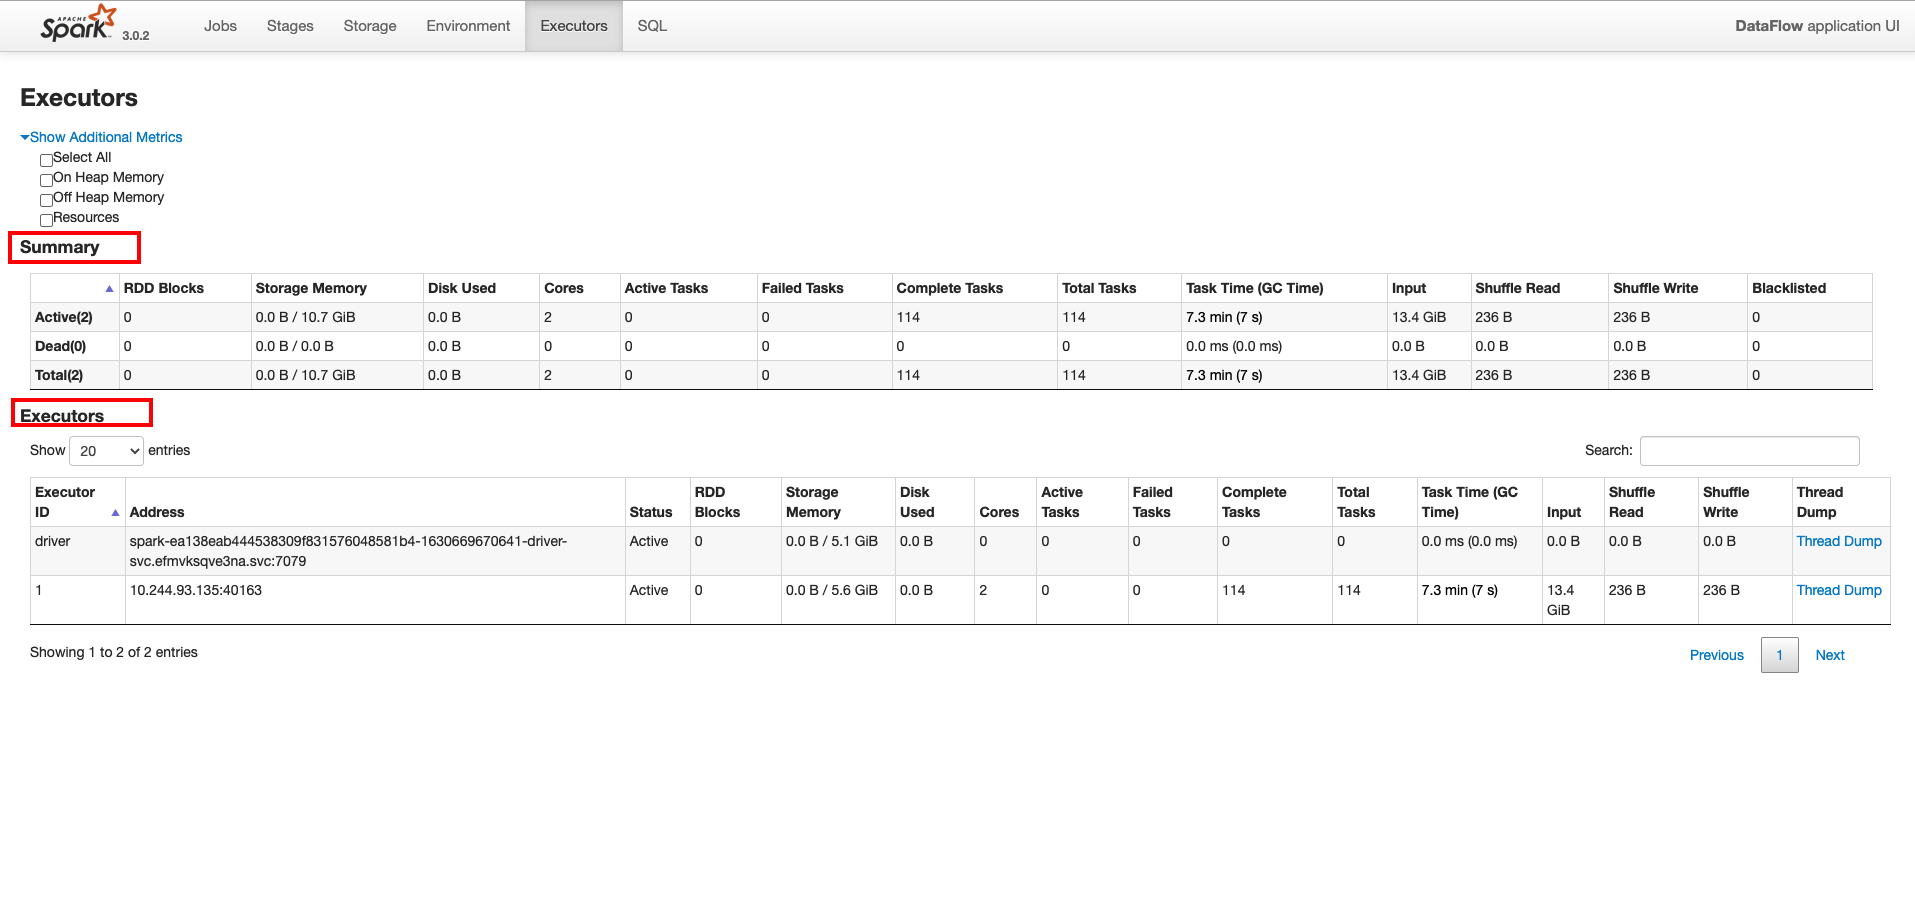 APACHE Spark 3.0.2 Jobs Stages Storage Environment Executors SQL DataFlow application UI
Executors
Show Additional Metrics
Select All
On Heap Memory
Off Heap Memory
Resources
Summary
RDD Blocks Storage Memory Disk Used Cores Active Tasks Failed Tasks Complete Tasks Total Tasks Task Time (GC Time) Input Shuffle Read Shuffle Write Blacklisted
Active(2) 0 0.0 B / 10.7 GiB 0.0 B 2 0 0 114 114 7.3 min (7 s) 13.4 GiB 236 B 236 B 0
Dead(0) 0 0.0 B / 0.0 B 0.0 B 0 0 0 0 0 0.0 ms (0.0 ms) 0.0 B 0.0 B 0.0 B 0
Total(2) 0 0.0 B / 10.7 GiB 0.0 B 2 0 0 114 114 7.3 min (7 s) 13.4 GiB 236 B 236 B 0
Executors
Show 20 entries Search:
Executor RDD Storage Disk Active Failed Complete Total Task Time (GC Shuffle Shuffle Thread
ID Address Status Blocks Memory Used Cores Tasks Tasks Tasks Tasks Time) Input Read Write Dump
driver spark-ea138eab444538309f831576048581b4-1630669670641-driver- Active 0 0.0 B / 5.1 GiB 0.0 B 0 0 0 0 0 0.0 ms (0.0 ms) 0.0 B 0.0 B 0.0 B Thread Dump
svc.efmvksqve3na.svc:7079
1 10.244.93.135:40163 Active 0 0.0 B / 5.6 GiB 0.0 B 2 0 0 114 114 7.3 min (7 s) 13.4 236 B 236 B Thread Dump
GiB
Showing 1 to 2 of 2 entries Previous 1 Next